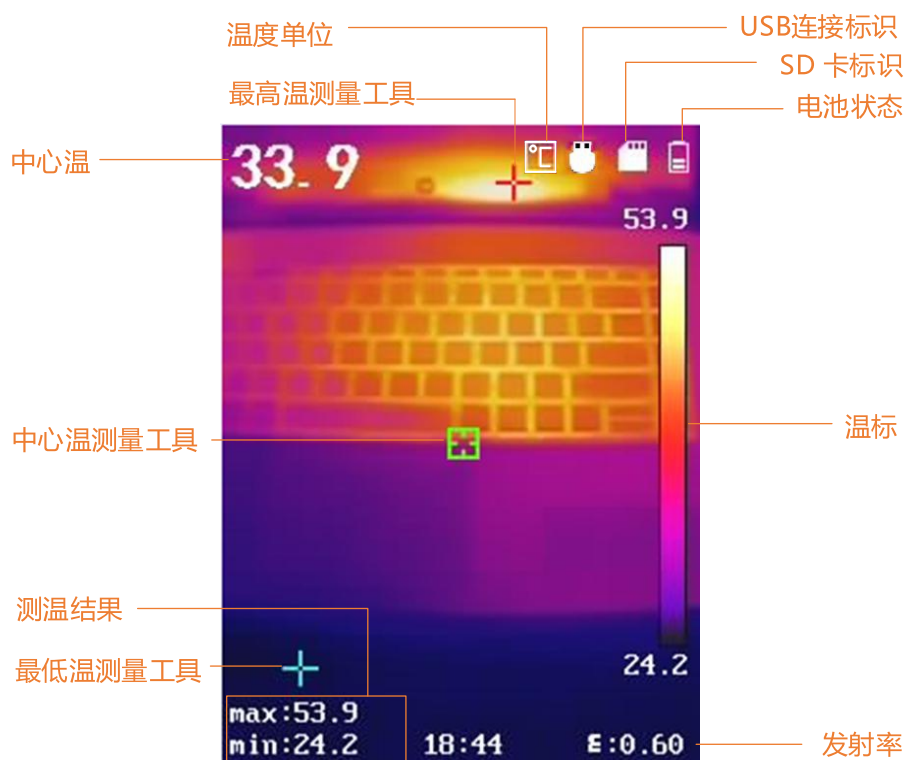 温度单位
USB连接标识
SD 卡标识
最高温测量工具
电池状态
中心温
33.9
℃
53.9
中心温测量工具
温标
测温结果
最低温测量工具
24.2
max:53.9
min:24.2
18:44
E:0.60
发射率